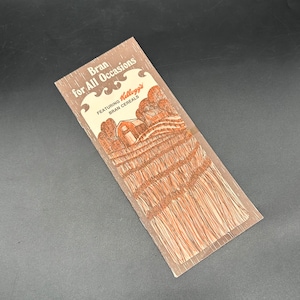 Bran
for All Occasions
FEATURING Kellogg's
BRAN CEREALS